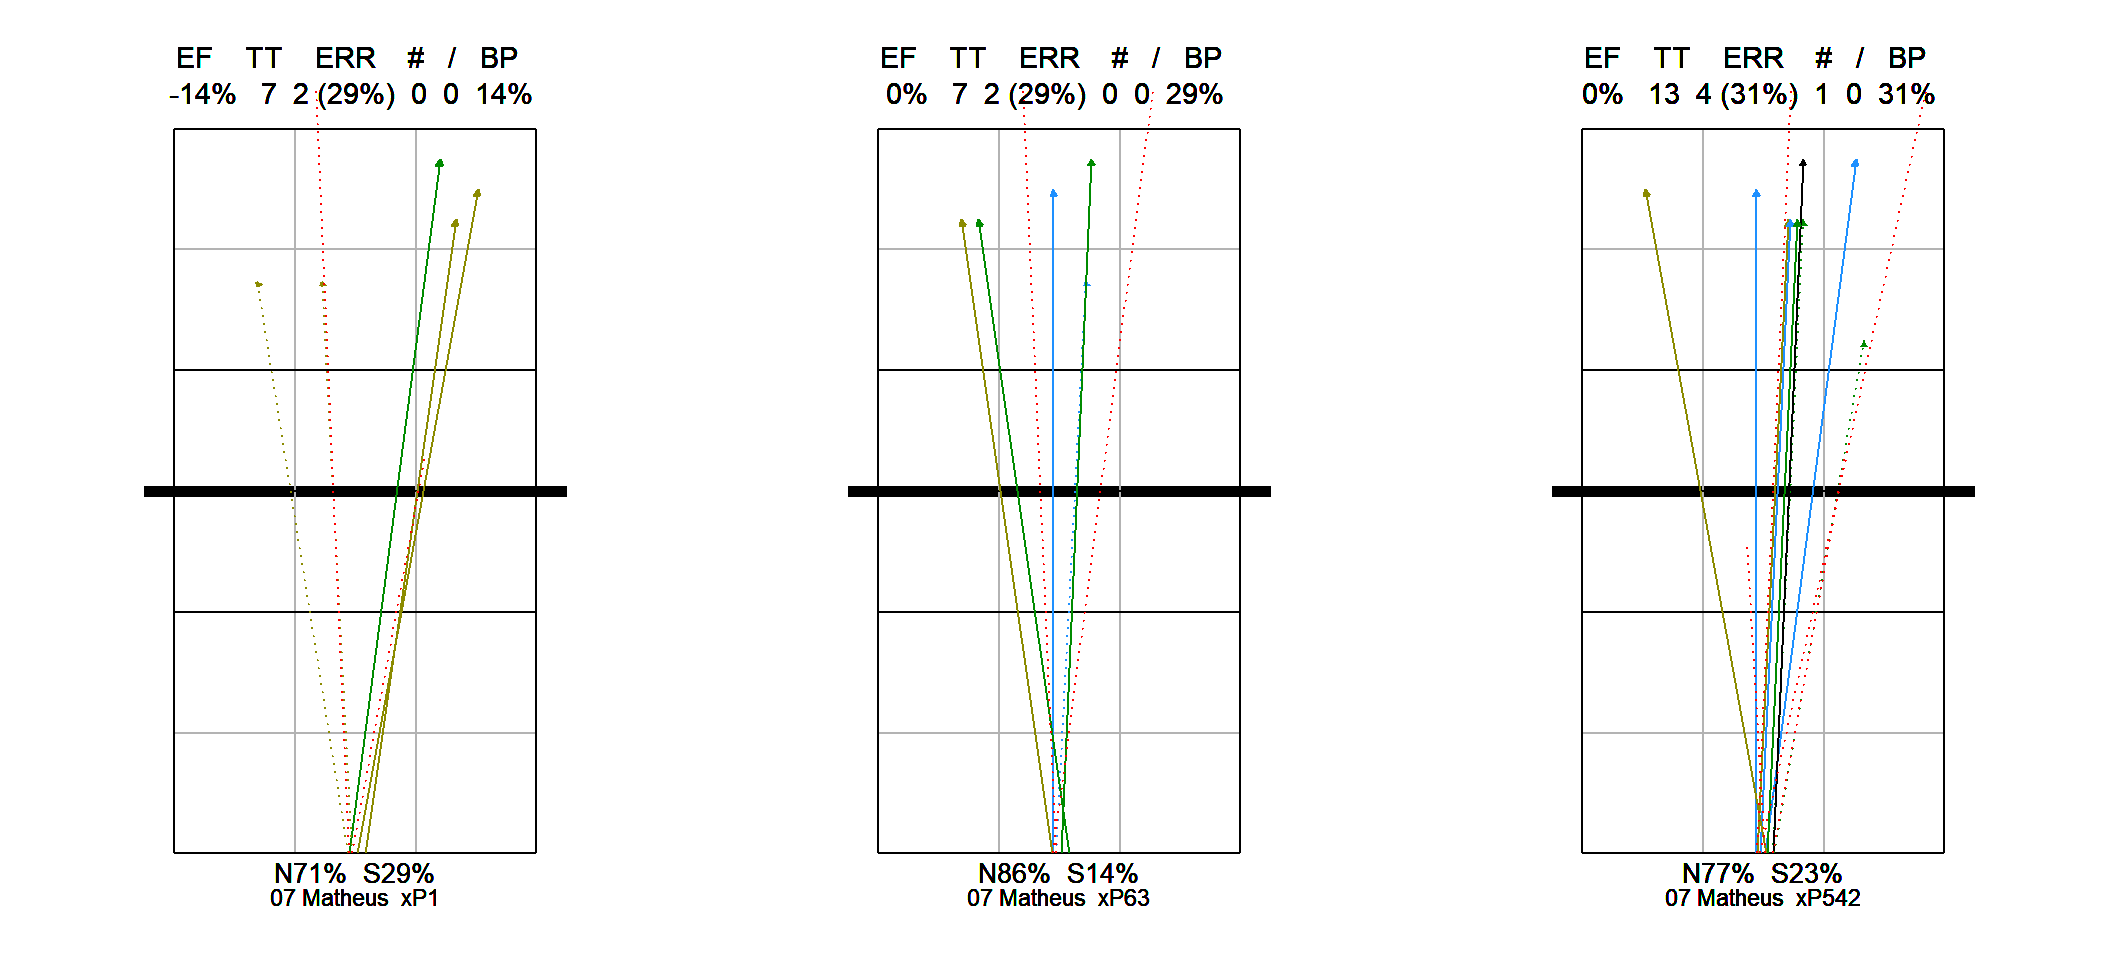 EF TT ERR # / BP
-14% 7 2 (29%) 0 0 14%
N71% S29%
07 Matheus xP1
EF TT ERR # / BP
0% 7 2 (29%) 0 0 29%
N86% S14%
07 Matheus xP63
EF TT ERR # / BP
0% 13 4 (31%) 1 0 31%
N77% S23%
07 Matheus xP542